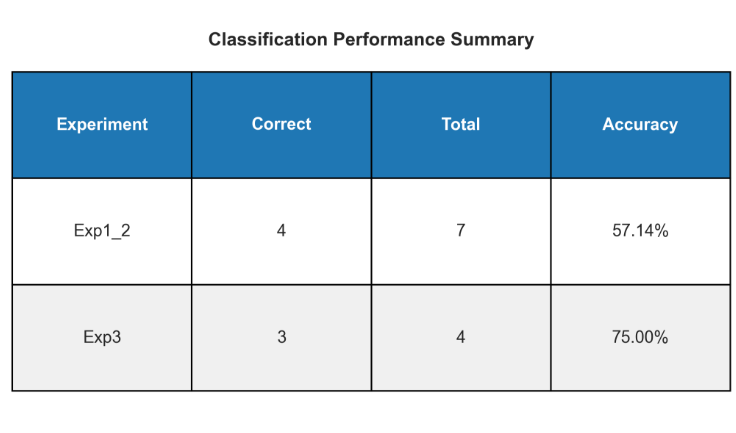 Classification Performance Summary
Experiment Correct Total Accuracy
Exp1_2 4 7 57.14%
Exp3 3 4 75.00%